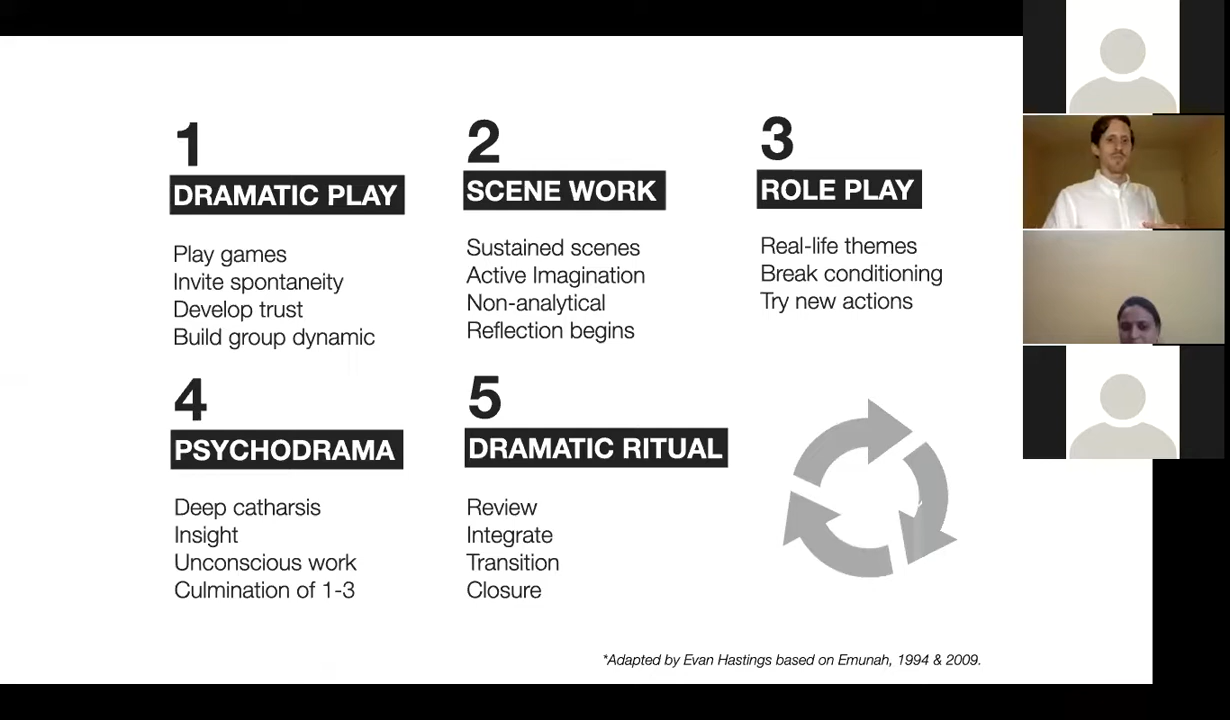 1
DRAMATIC PLAY
Play games
Invite spontaneity
Develop trust
Build group dynamic
2
SCENE WORK
Sustained scenes
Active Imagination
Non-analytical
Reflection begins
3
ROLE PLAY
Real-life themes
Break conditioning
Try new actions
4
PSYCHODRAMA
Deep catharsis
Insight
Unconscious work
Culmination of 1-3
5
DRAMATIC RITUAL
Review
Integrate
Transition
Closure
*Adapted by Evan Hastings based on Emunah, 1994 & 2009.